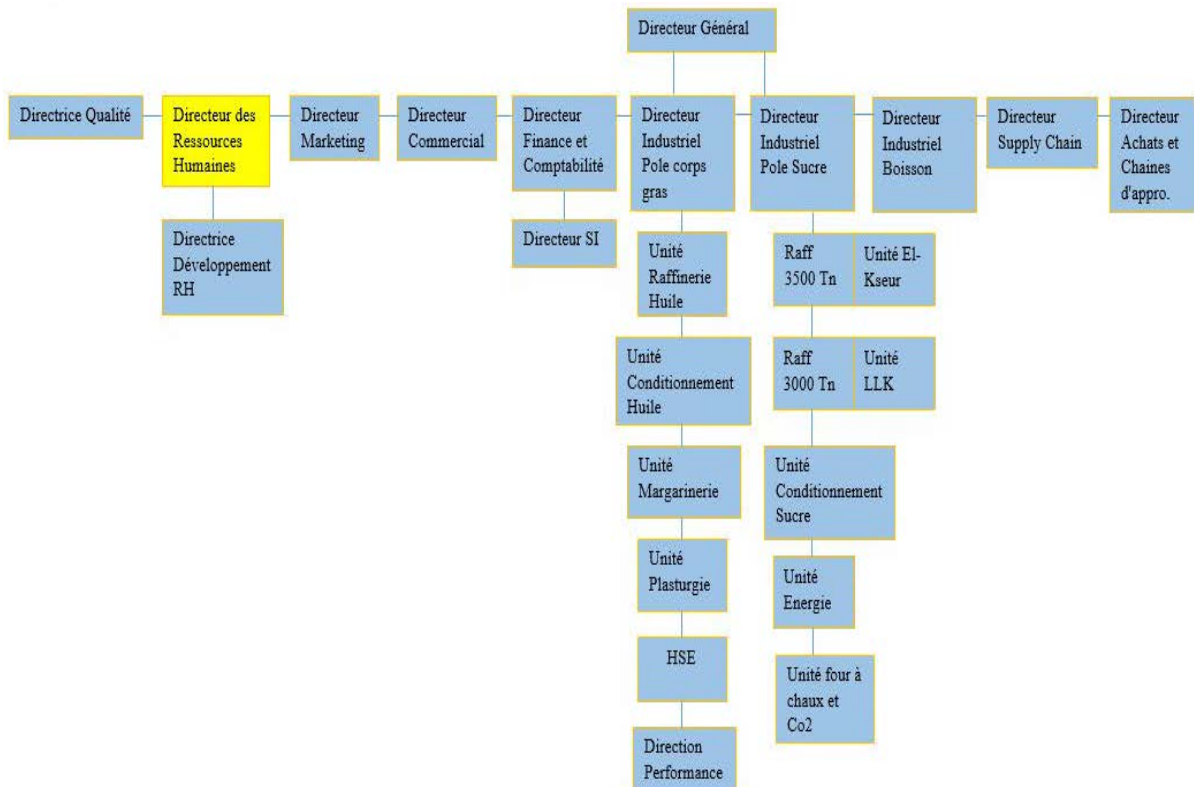 Directeur Général
Directrice Qualité
Directeur des
Ressources
Humaines
Directeur
Marketing
Directeur
Commercial
Directeur
Finance et
Comptabilité
Directeur
Industriel
Pole corps
gras
Directeur
Industriel
Pole Sucre
Directeur
Industriel
Boisson
Directeur
Supply Chain
Directeur
Achats et
Chaines
d'appro.
Directrice
Développement
RH
Directeur SI
Unité
Raffinerie
Huile
Raff
3500 Tn
Unité El-
Kseur
Unité
Conditionnement
Huile
Raff
3000 Tn
Unité
LLK
Unité
Margarinerie
Unité
Conditionnement
Sucre
Unité
Plasturgie
Unité
Energie
HSE
Unité four à
chaux et
Co2
Direction
Performance